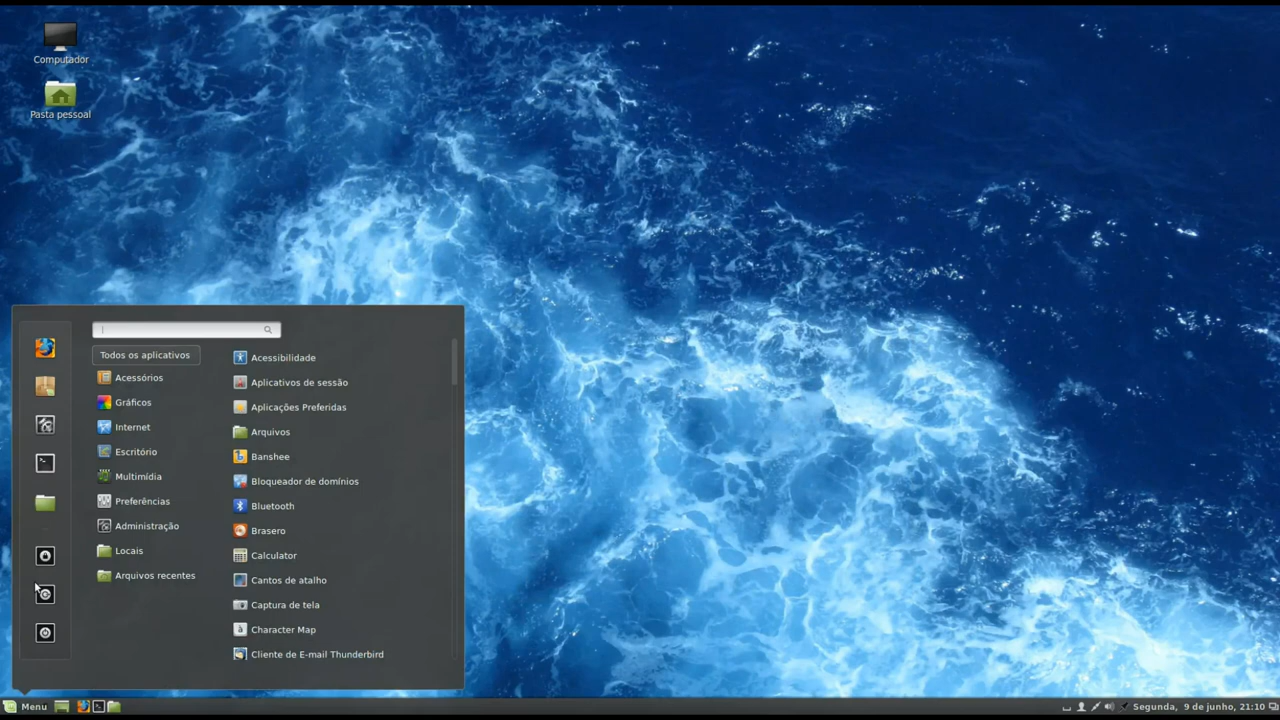 Computador
Pasta pessoal
Todos os aplicativos
Acessórios
Gráficos
Internet
Escritório
Multimídia
Preferências
Administração
Locais
Arquivos recentes
Acessibilidade
Aplicativos de sessão
Aplicações Preferidas
Arquivos
Banshee
Bloqueador de domínios
Bluetooth
Brasero
Calculator
Cantos de atalho
Captura de tela
Character Map
Cliente de E-mail Thunderbird
Menu
Segunda, 9 de junho, 21:10